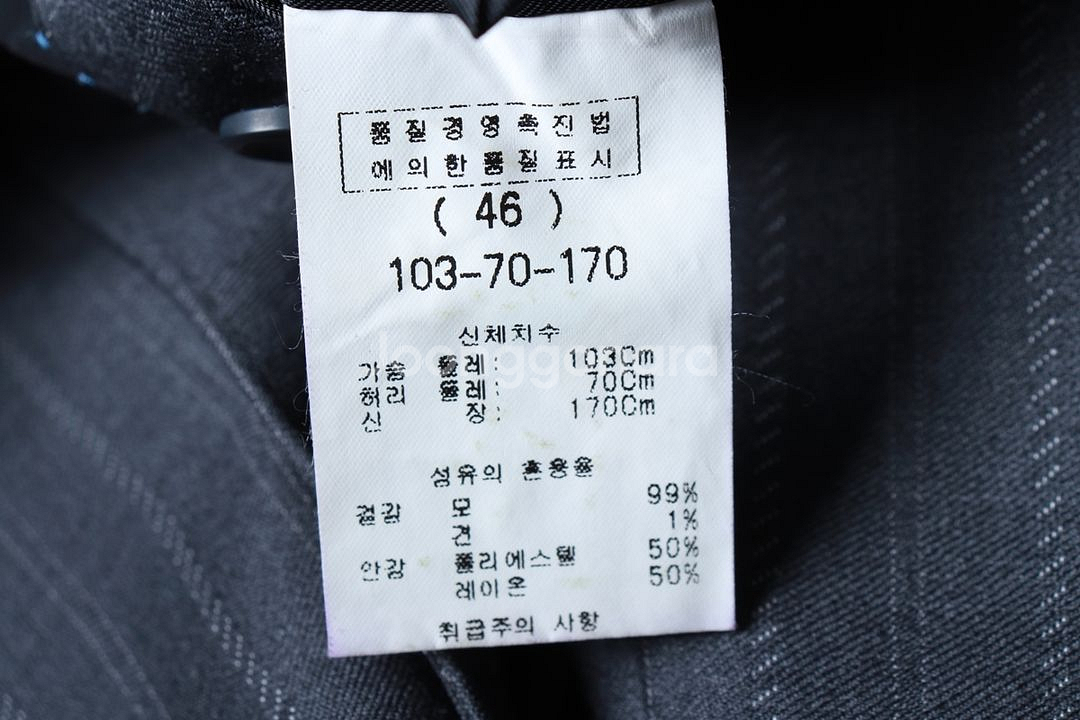 품질경영촉진법
에의한품질표시
( 46 )
103-70-170
신체치수
가슴 둘레: 103Cm
허리 둘레: 70Cm
신 장: 170Cm
섬유의 혼용율
겉감 모 99%
견 1%
안감 폴리에스텔 50%
레이온 50%
취급주의 사항